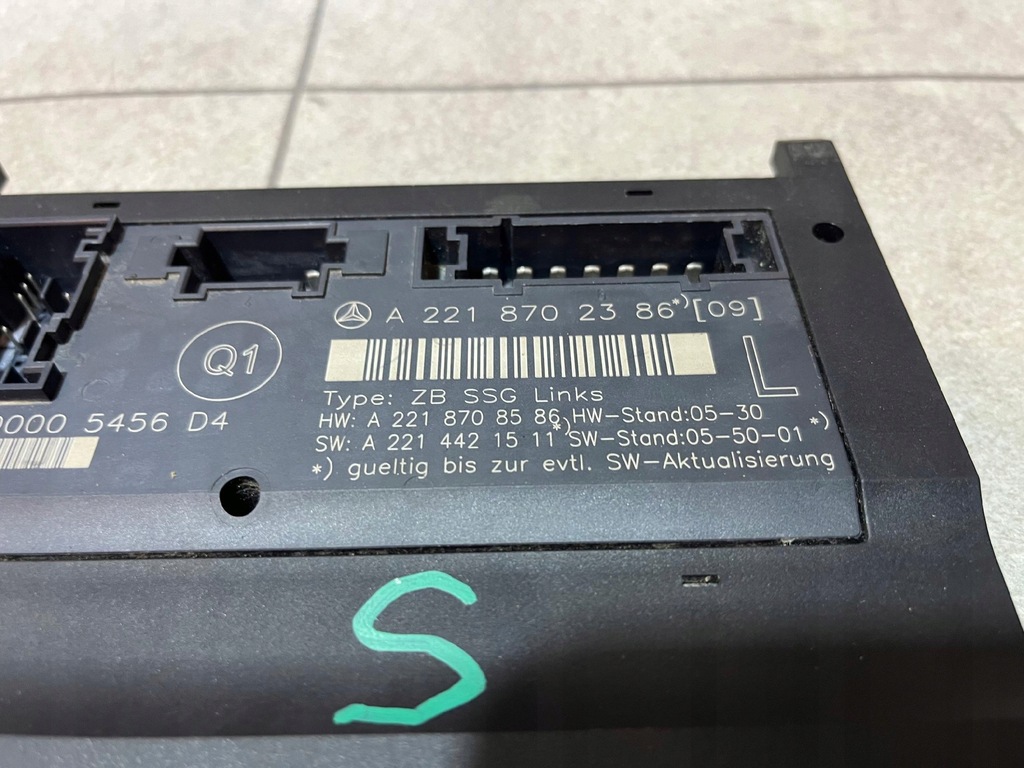 A 221 870 23 86*)[09]
Q1
L
Type: ZB SSG Links
HW: A 221 870 85 86 HW-Stand:05-30
SW: A 221 442 15 11*) SW-Stand:05-50-01 *)
*) gueltig bis zur evtl. SW-Aktualisierung
0000 5456 D4
S